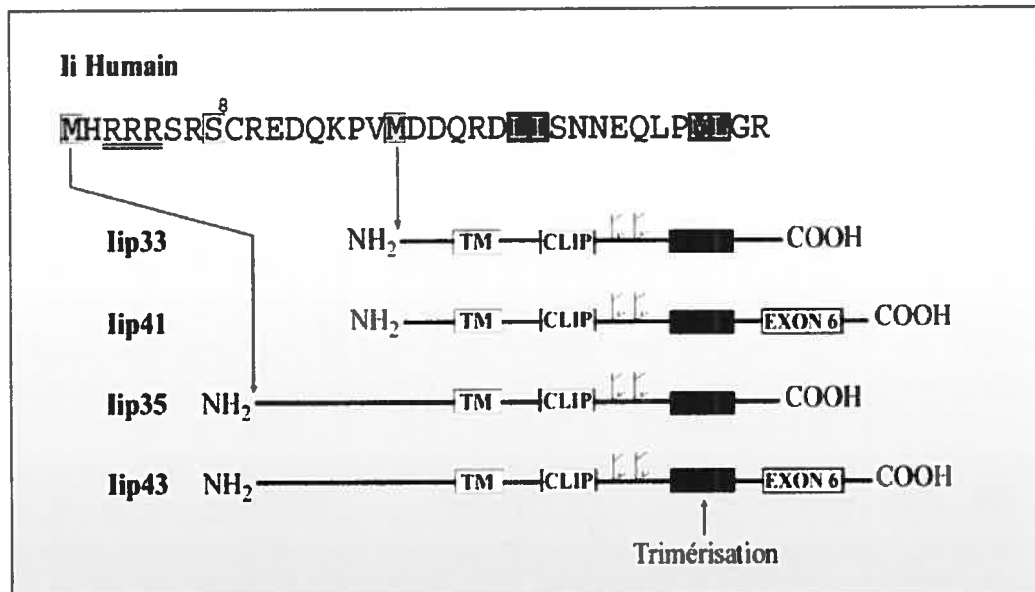 Ii Humain
8
MHRRRSRSCREDQKPVMDDQRDLISNNEQLPMLGR
Iip33 NH2 TM CLIP COOH
Iip41 NH2 TM CLIP EXON 6 COOH
Iip35 NH2 TM CLIP COOH
Iip43 NH2 TM CLIP EXON 6 COOH
Trimérisation